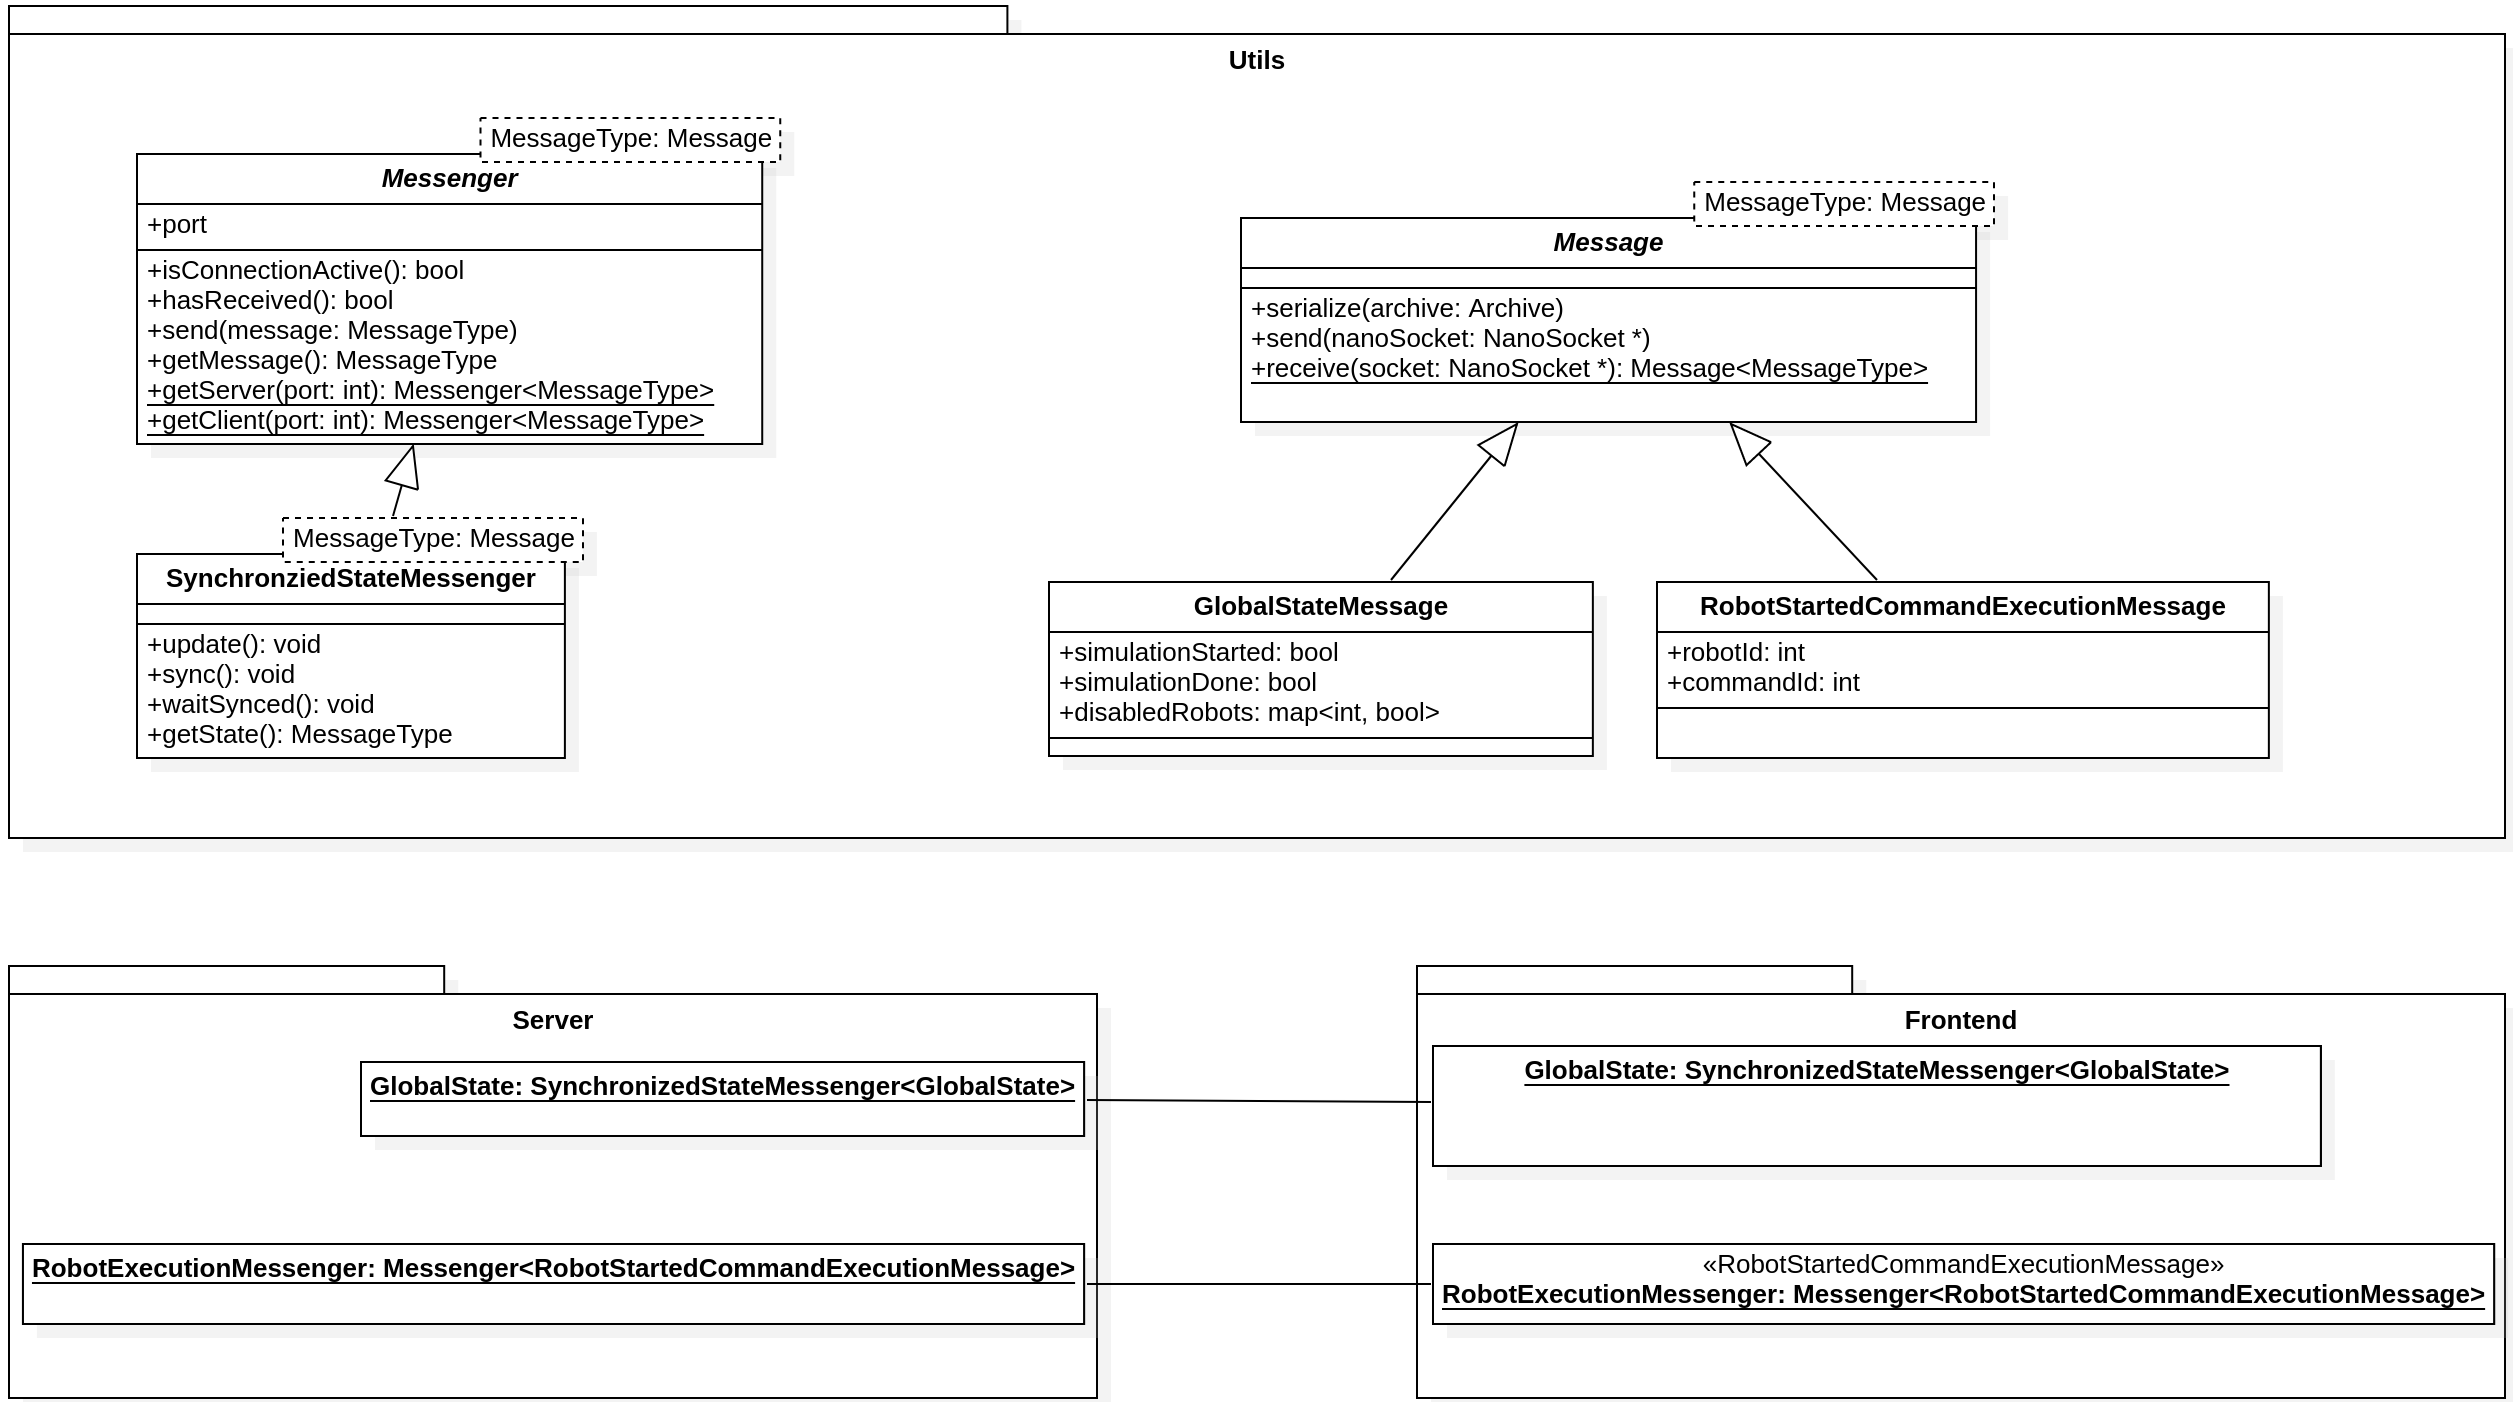 Utils
MessageType: Message
Messenger
+port
+isConnectionActive(): bool
+hasReceived(): bool
+send(message: MessageType)
+getMessage(): MessageType
+getServer(port: int): Messenger<MessageType>
+getClient(port: int): Messenger<MessageType>
MessageType: Message
Message
+serialize(archive: Archive)
+send(nanoSocket: NanoSocket *)
+receive(socket: NanoSocket *): Message<MessageType>
MessageType: Message
SynchronziedStateMessenger
+update(): void
+sync(): void
+waitSynced(): void
+getState(): MessageType
GlobalStateMessage
+simulationStarted: bool
+simulationDone: bool
+disabledRobots: map<int, bool>
RobotStartedCommandExecutionMessage
+robotId: int
+commandId: int
Server
GlobalState: SynchronizedStateMessenger<GlobalState>
RobotExecutionMessenger: Messenger<RobotStartedCommandExecutionMessage>
Frontend
GlobalState: SynchronizedStateMessenger<GlobalState>
«RobotStartedCommandExecutionMessage»
RobotExecutionMessenger: Messenger<RobotStartedCommandExecutionMessage>